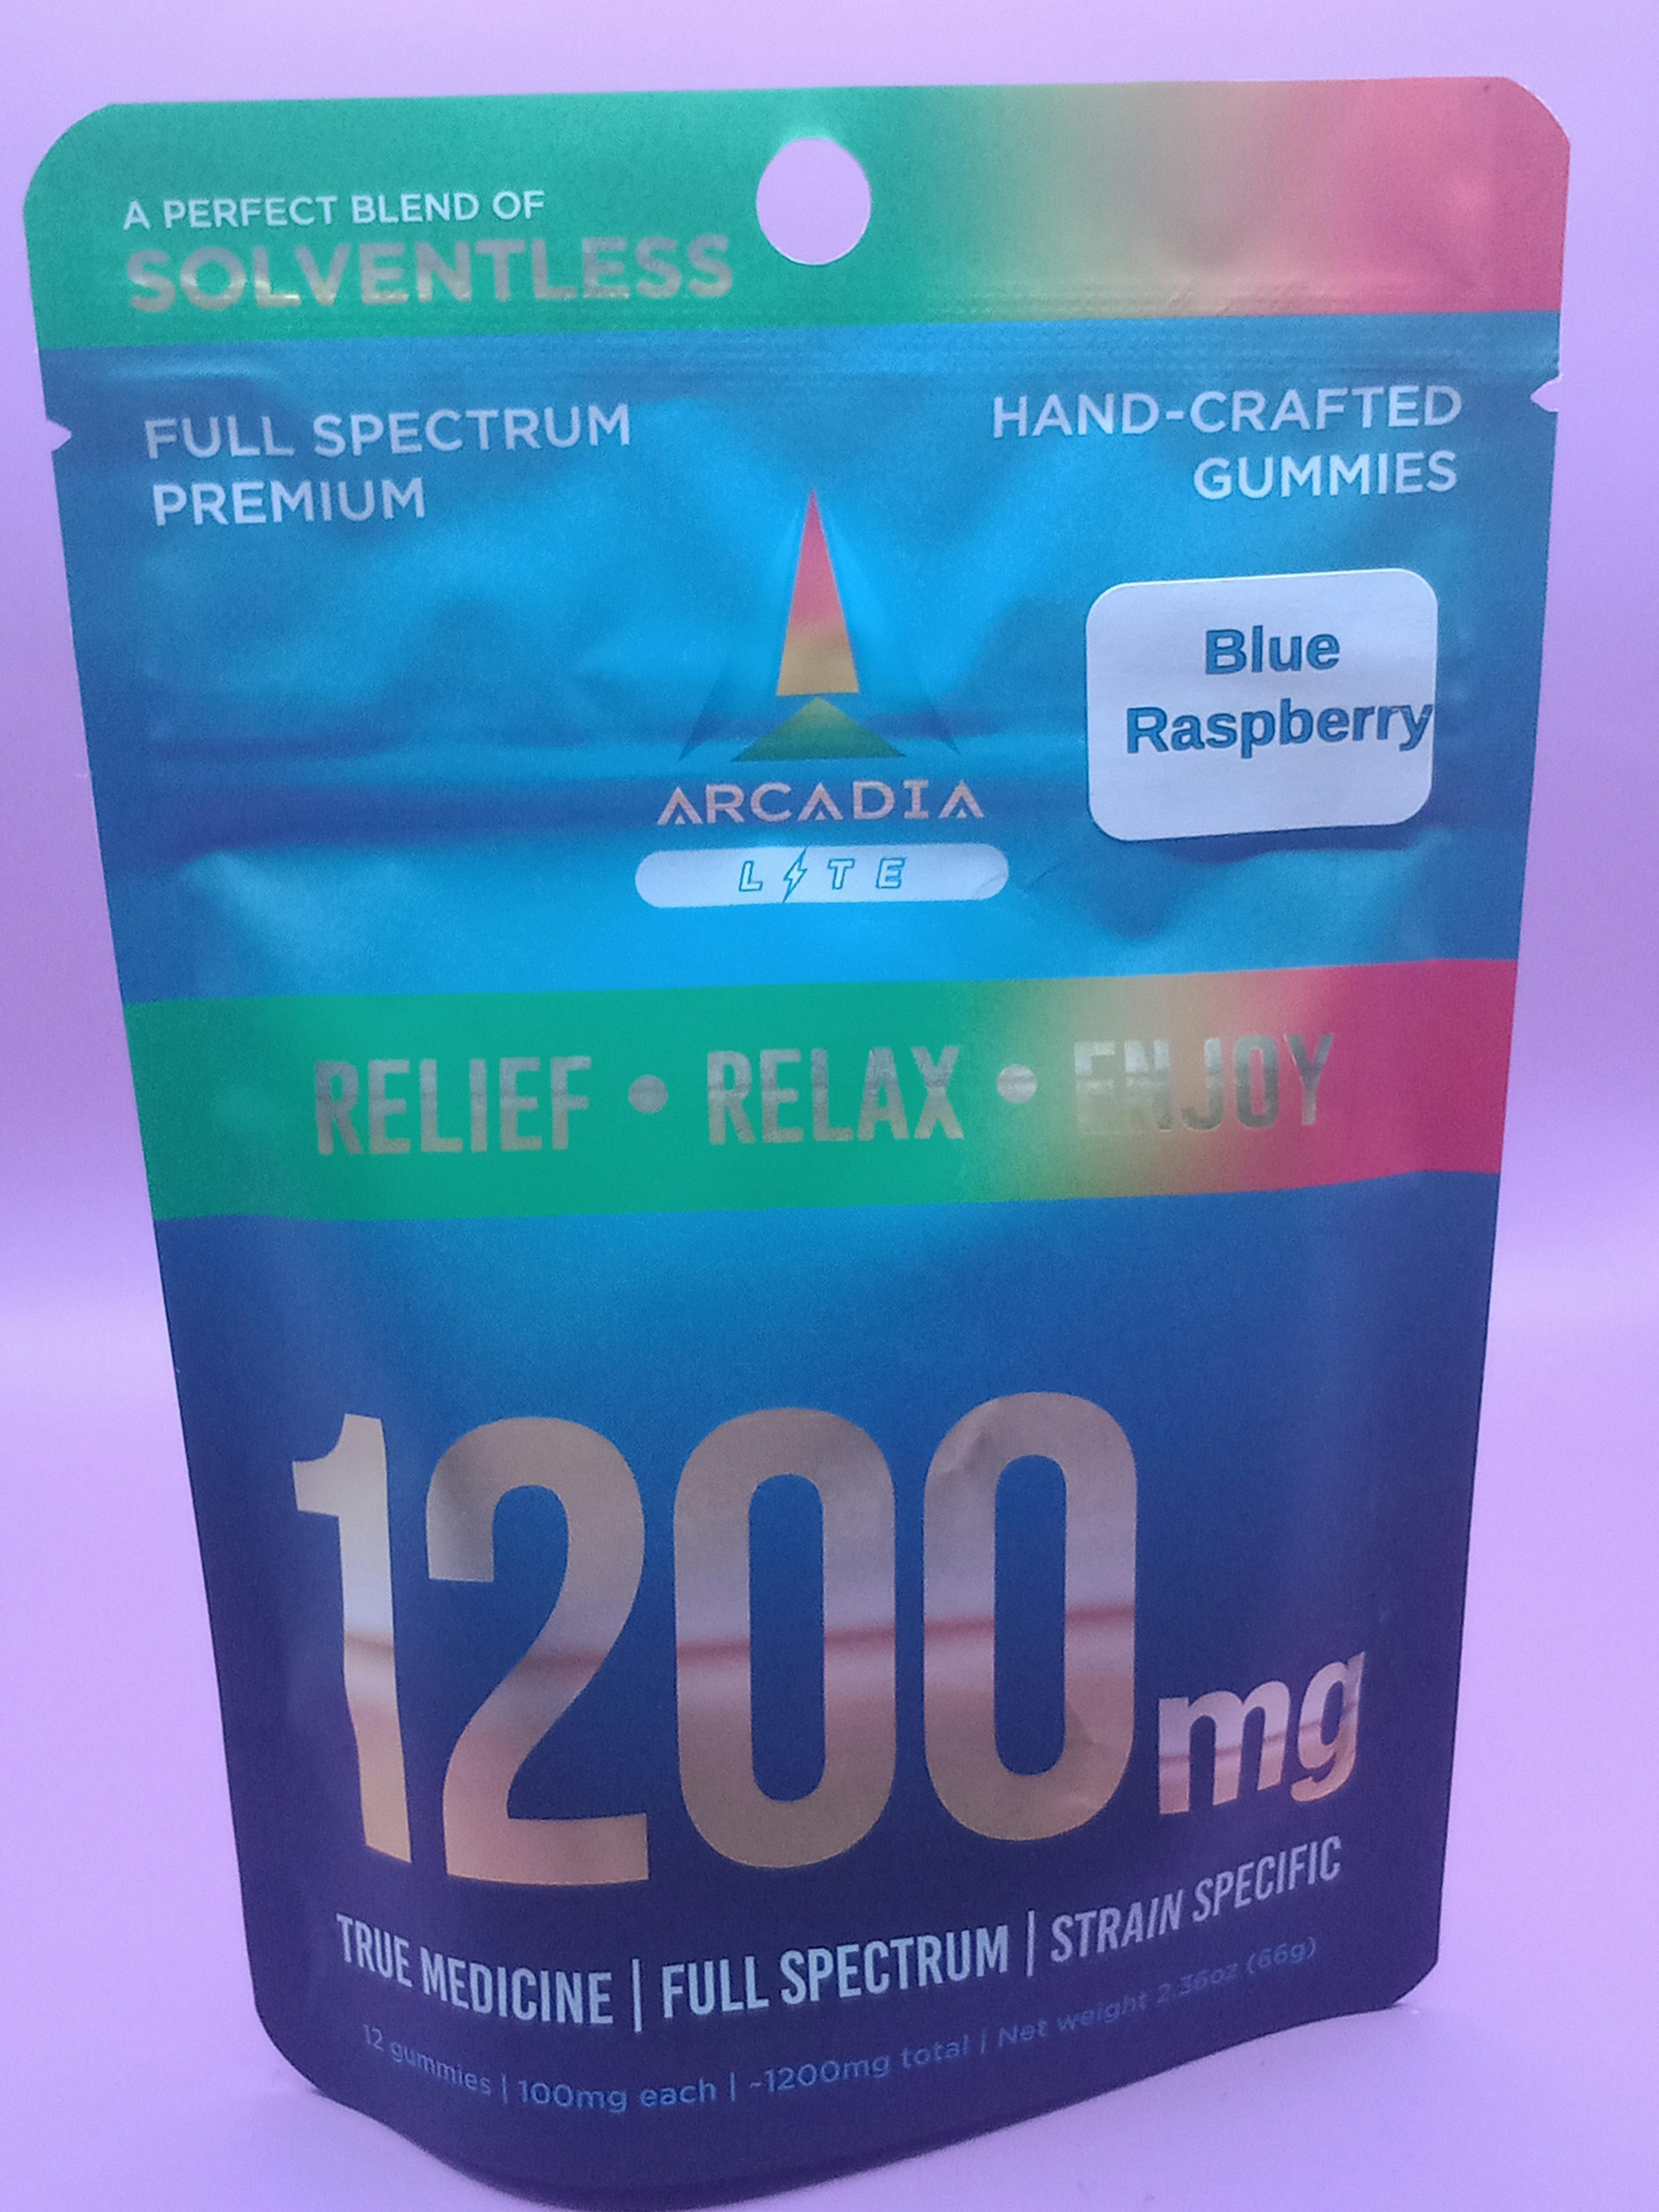 A PERFECT BLEND OF
SOLVENTLESS
FULL SPECTRUM
PREMIUM
HAND-CRAFTED
GUMMIES
Blue
Raspberry
ARCADIA
LITE
RELIEF • RELAX • ENJOY
1200mg
TRUE MEDICINE | FULL SPECTRUM | STRAIN SPECIFIC
12 gummies | 100mg each | ~1200mg total | Net weight 2.36oz (66g)